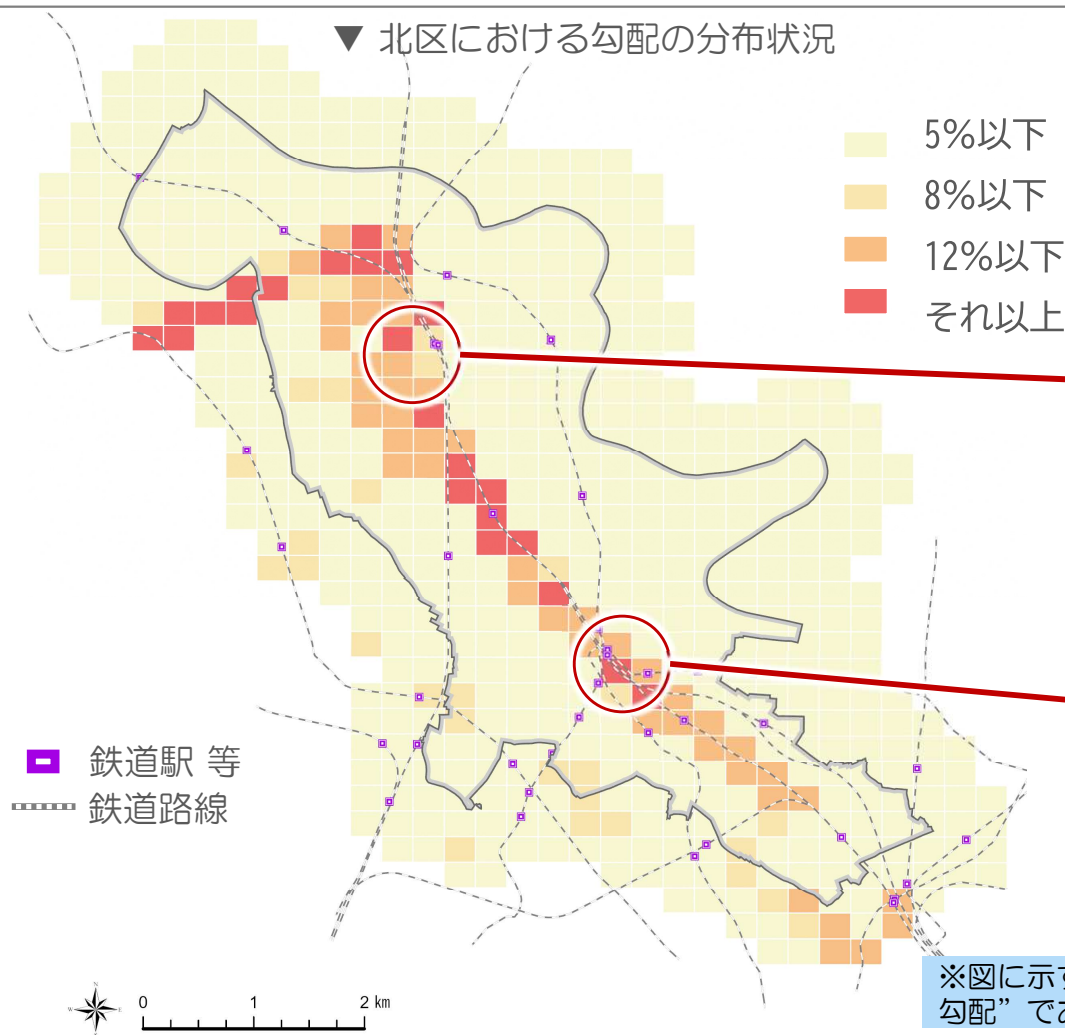 ▼ 北区における勾配の分布状況
5%以下
8%以下
12%以下
それ以上
鉄道駅 等
鉄道路線
0 1 2 km
※図に示す
勾配”であ